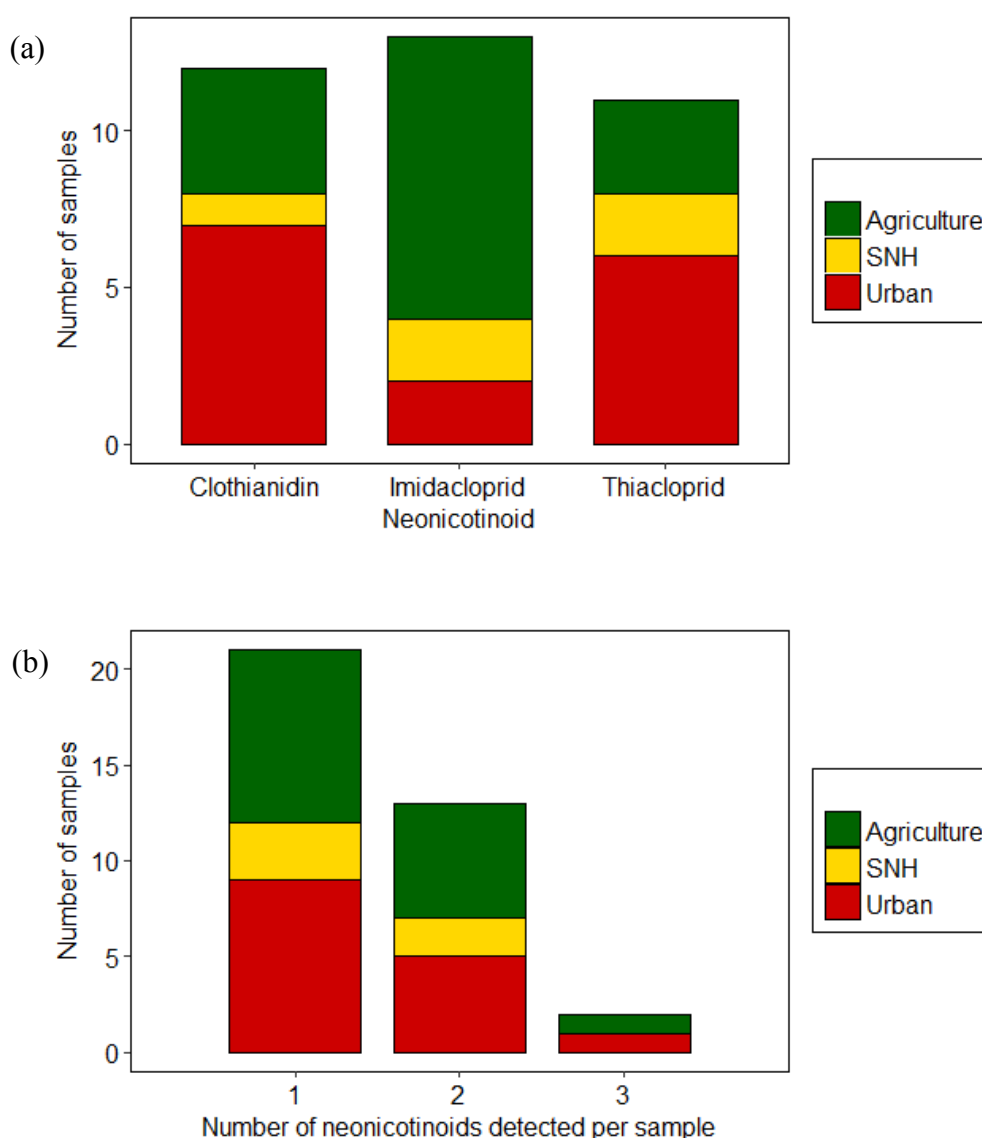 (a)
Number of samples
10
5
0
Clothianidin Imidacloprid Thiacloprid
Neonicotinoid
Agriculture
SNH
Urban
(b)
Number of samples
20
15
10
5
0
1 2 3
Number of neonicotinoids detected per sample
Agriculture
SNH
Urban